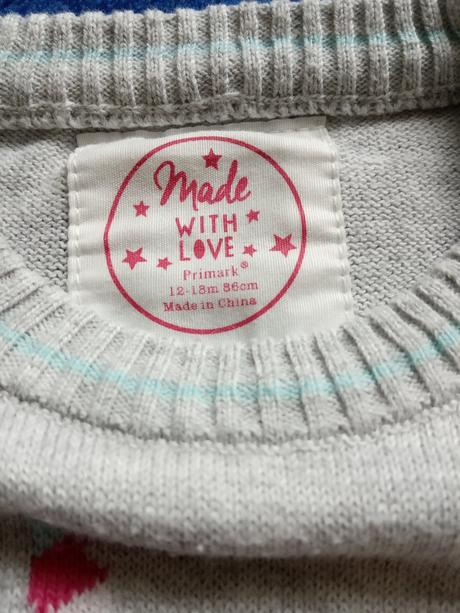 Made
WITH
LOVE
Primark®
12-18m 86cm
Made in China